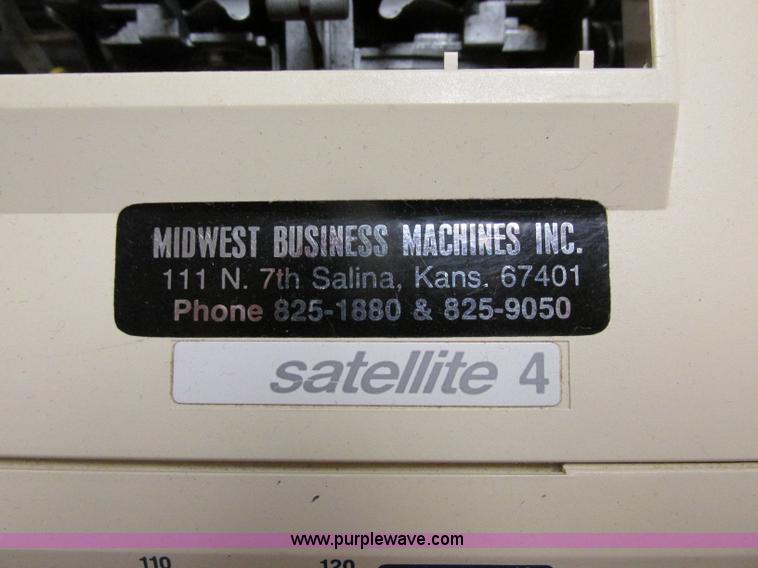 MIDWEST BUSINESS MACHINES INC.
111 N. 7th Salina, Kans. 67401
Phone 825-1880 & 825-9050
satellite 4
www.purplewave.com
110 120